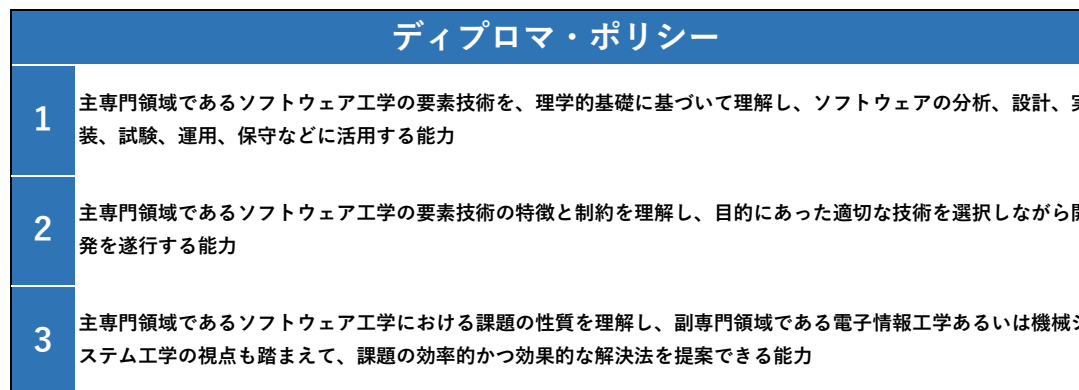 ディプロマ・ポリシー
1
主専門領域であるソフトウェア工学の要素技術を、理学的基礎に基づいて理解し、ソフトウェアの分析、設計、実
装、試験、運用、保守などに活用する能力
2
主専門領域であるソフトウェア工学の要素技術の特徴と制約を理解し、目的にあった適切な技術を選択しながら開
発を遂行する能力
3
主専門領域であるソフトウェア工学における課題の性質を理解し、副専門領域である電子情報工学あるいは機械シ
ステム工学の視点も踏まえて、課題の効率的かつ効果的な解決法を提案できる能力